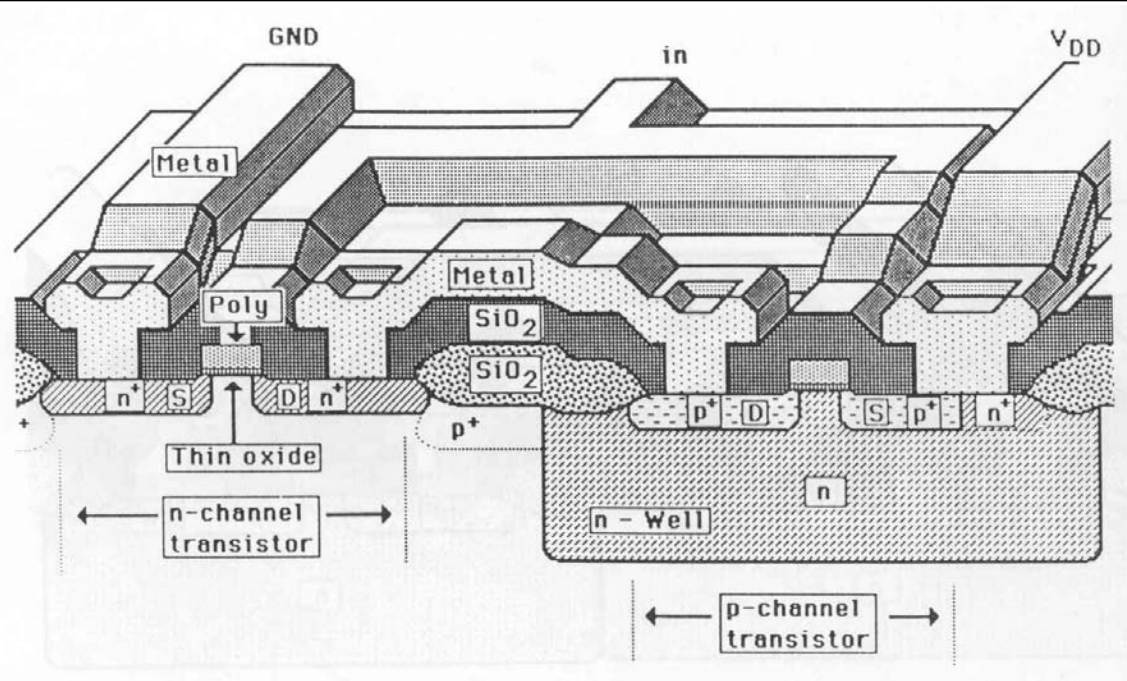 GND
in
VDD
Metal
Metal
Poly
SiO2
SiO2
n+
S
D
n+
p+
D
S
p+
n+
+
p+
Thin oxide
n
n - Well
n-channel
transistor
p-channel
transistor